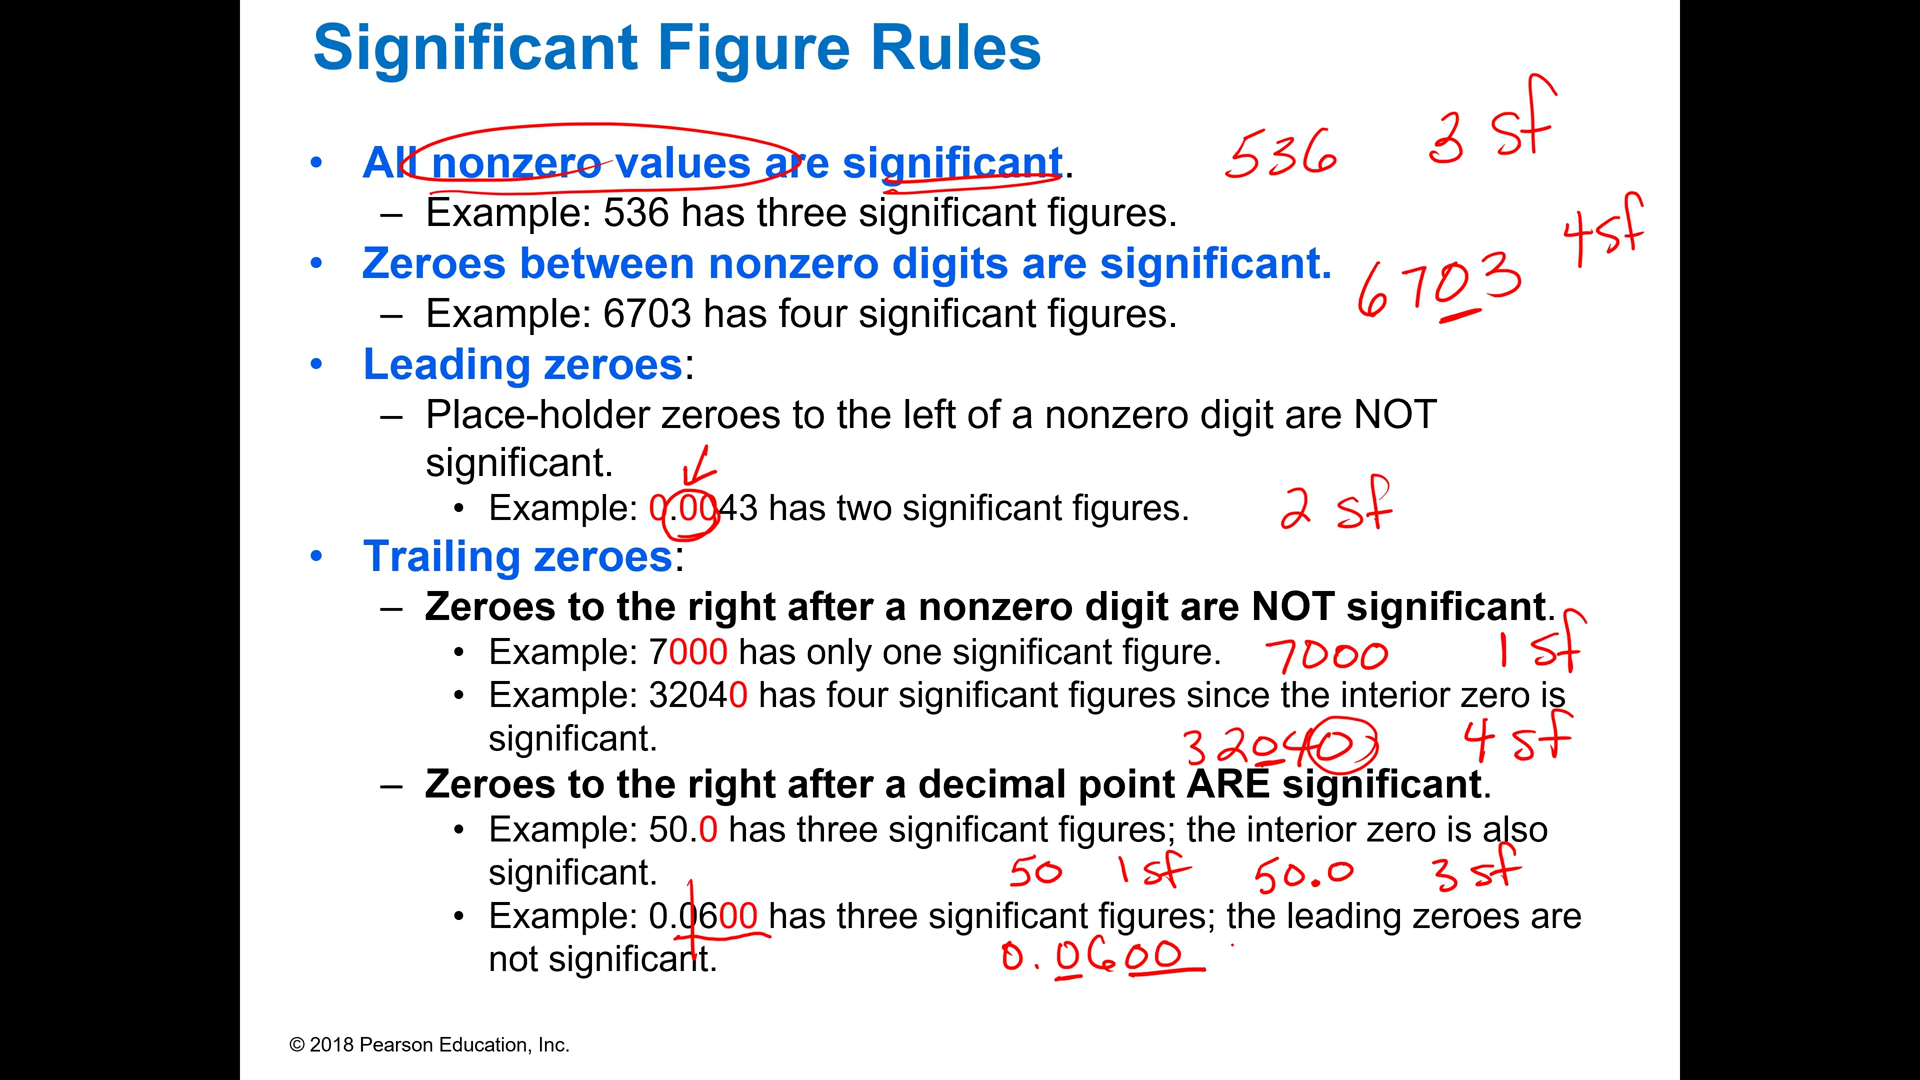 Significant Figure Rules
• All nonzero values are significant. 536 3 sf
– Example: 536 has three significant figures. 4 sf
• Zeroes between nonzero digits are significant. 6703
– Example: 6703 has four significant figures.
• Leading zeroes:
– Place-holder zeroes to the left of a nonzero digit are NOT
significant.
• Example: 0.0043 has two significant figures. 2 sf
• Trailing zeroes:
– Zeroes to the right after a nonzero digit are NOT significant.
• Example: 7000 has only one significant figure. 7000 1 sf
• Example: 32040 has four significant figures since the interior zero is
significant. 32040 4 sf
– Zeroes to the right after a decimal point ARE significant.
• Example: 50.0 has three significant figures; the interior zero is also
significant. 50 1 sf 50.0 3 sf
• Example: 0.0600 has three significant figures; the leading zeroes are
not significant. 0.0600
© 2018 Pearson Education, Inc.